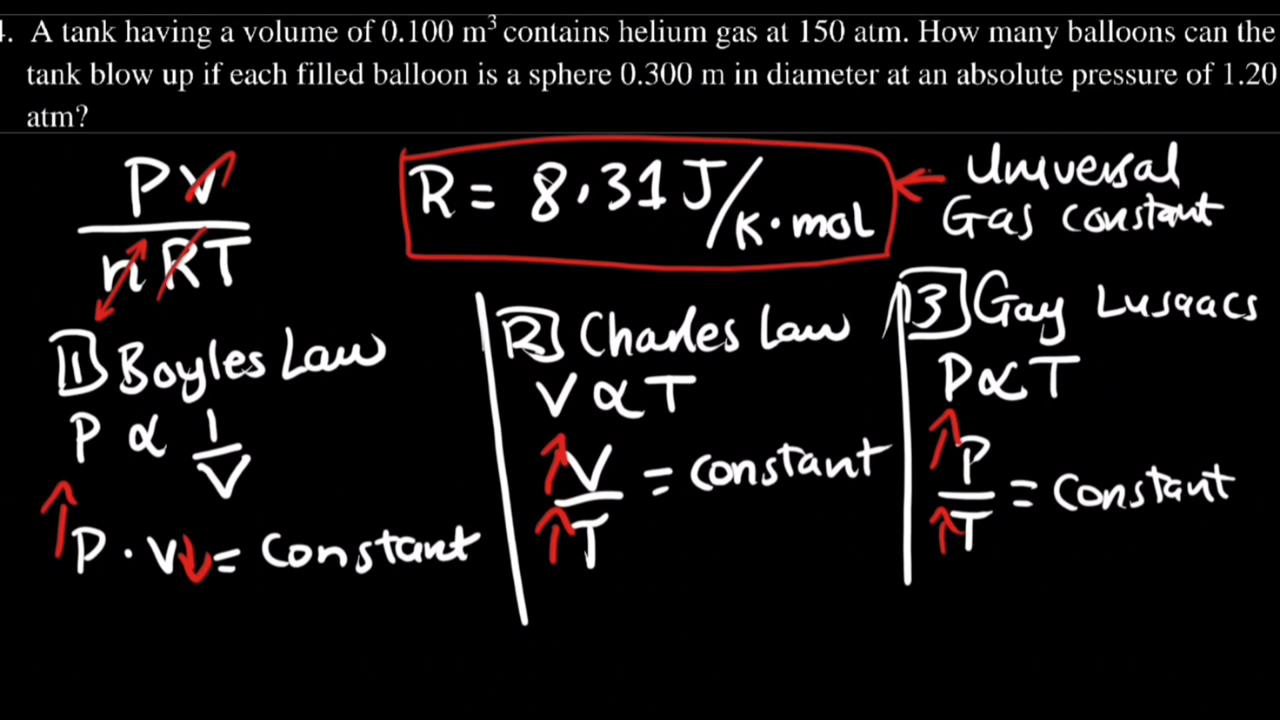 4. A tank having a volume of 0.100 m³ contains helium gas at 150 atm. How many balloons can the
tank blow up if each filled balloon is a sphere 0.300 m in diameter at an absolute pressure of 1.20
atm?
PV
nRT
R = 8.31 J/K·mol
Universal
Gas constant
1 Boyles Law
P ∝ 1/V
P · V = Constant
2 Charles Law
V ∝ T
V/T = constant
3 Gay Lusaacs
P ∝ T
P/T = Constant